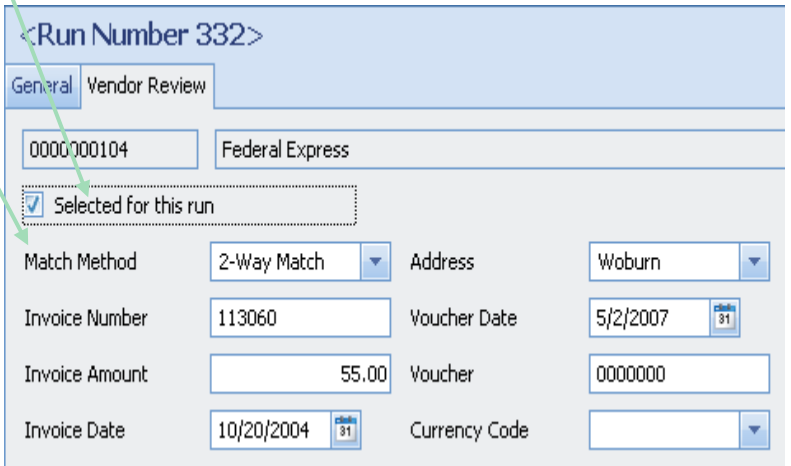 <Run Number 332>
General Vendor Review
0000000104 Federal Express
Selected for this run
Match Method 2-Way Match Address Woburn
Invoice Number 113060 Voucher Date 5/2/2007 31
Invoice Amount 55.00 Voucher 0000000
Invoice Date 10/20/2004 31 Currency Code